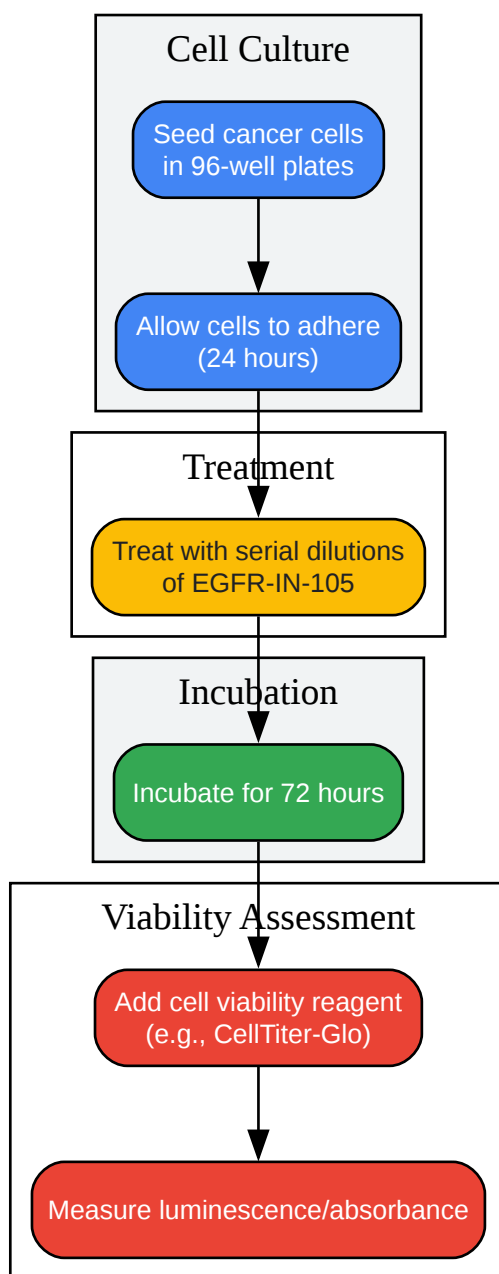 Cell Culture
Seed cancer cells
in 96-well plates
Allow cells to adhere
(24 hours)
Treatment
Treat with serial dilutions
of EGFR-IN-105
Incubation
Incubate for 72 hours
Viability Assessment
Add cell viability reagent
(e.g., CellTiter-Glo)
Measure luminescence/absorbance